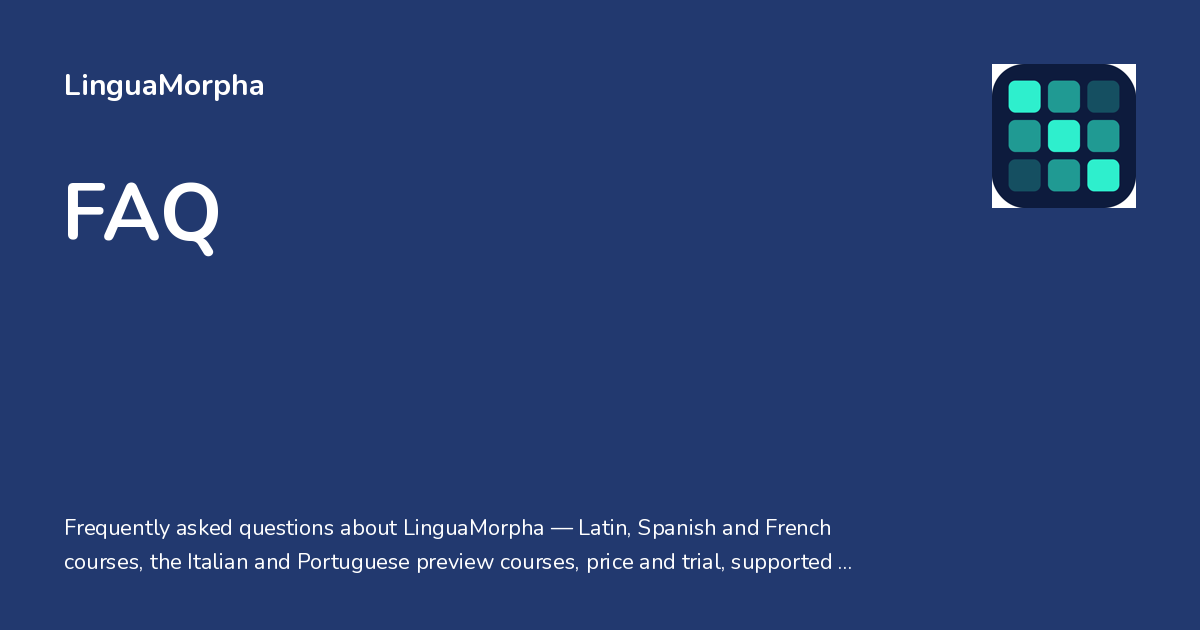 LinguaMorpha
FAQ
Frequently asked questions about LinguaMorpha — Latin, Spanish and French
courses, the Italian and Portuguese preview courses, price and trial, supported ...